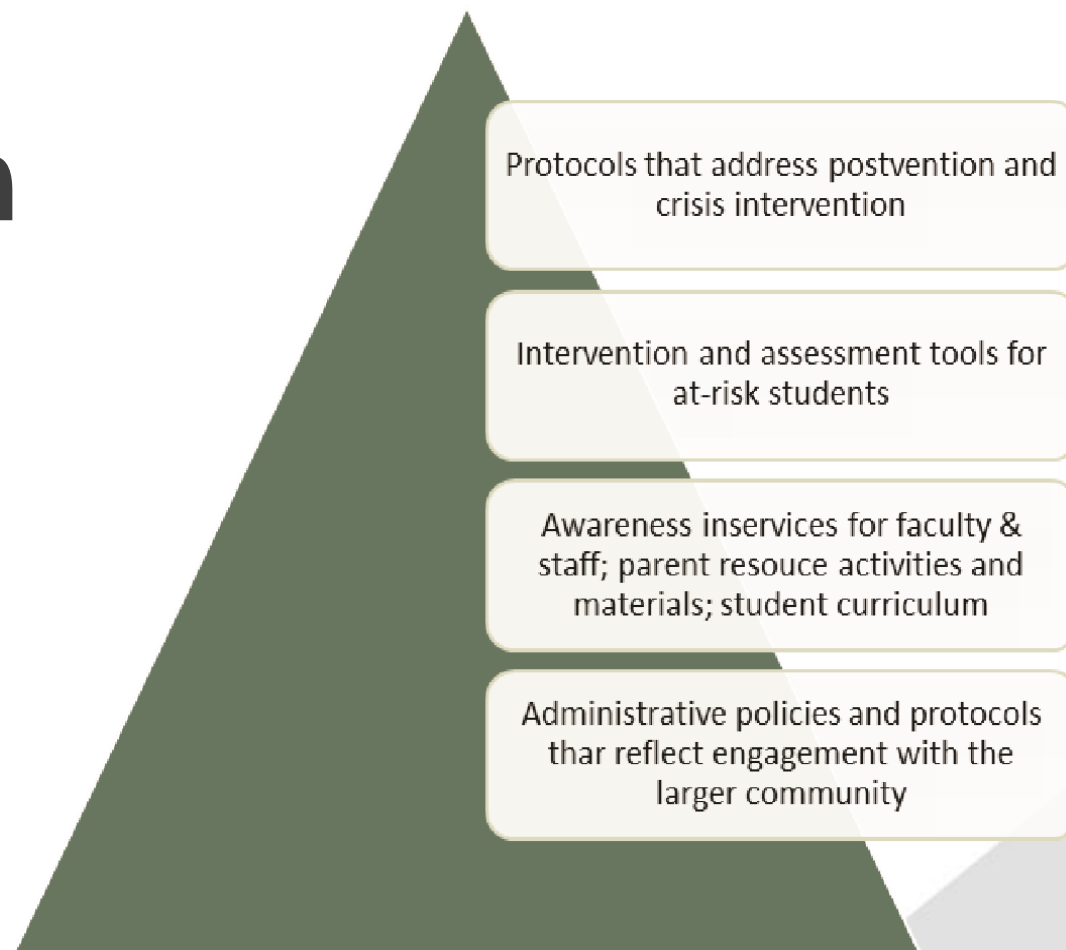 Protocols that address postvention and
crisis intervention
Intervention and assessment tools for
at-risk students
Awareness inservices for faculty &
staff; parent resouce activities and
materials; student curriculum
Administrative policies and protocols
thar reflect engagement with the
larger community